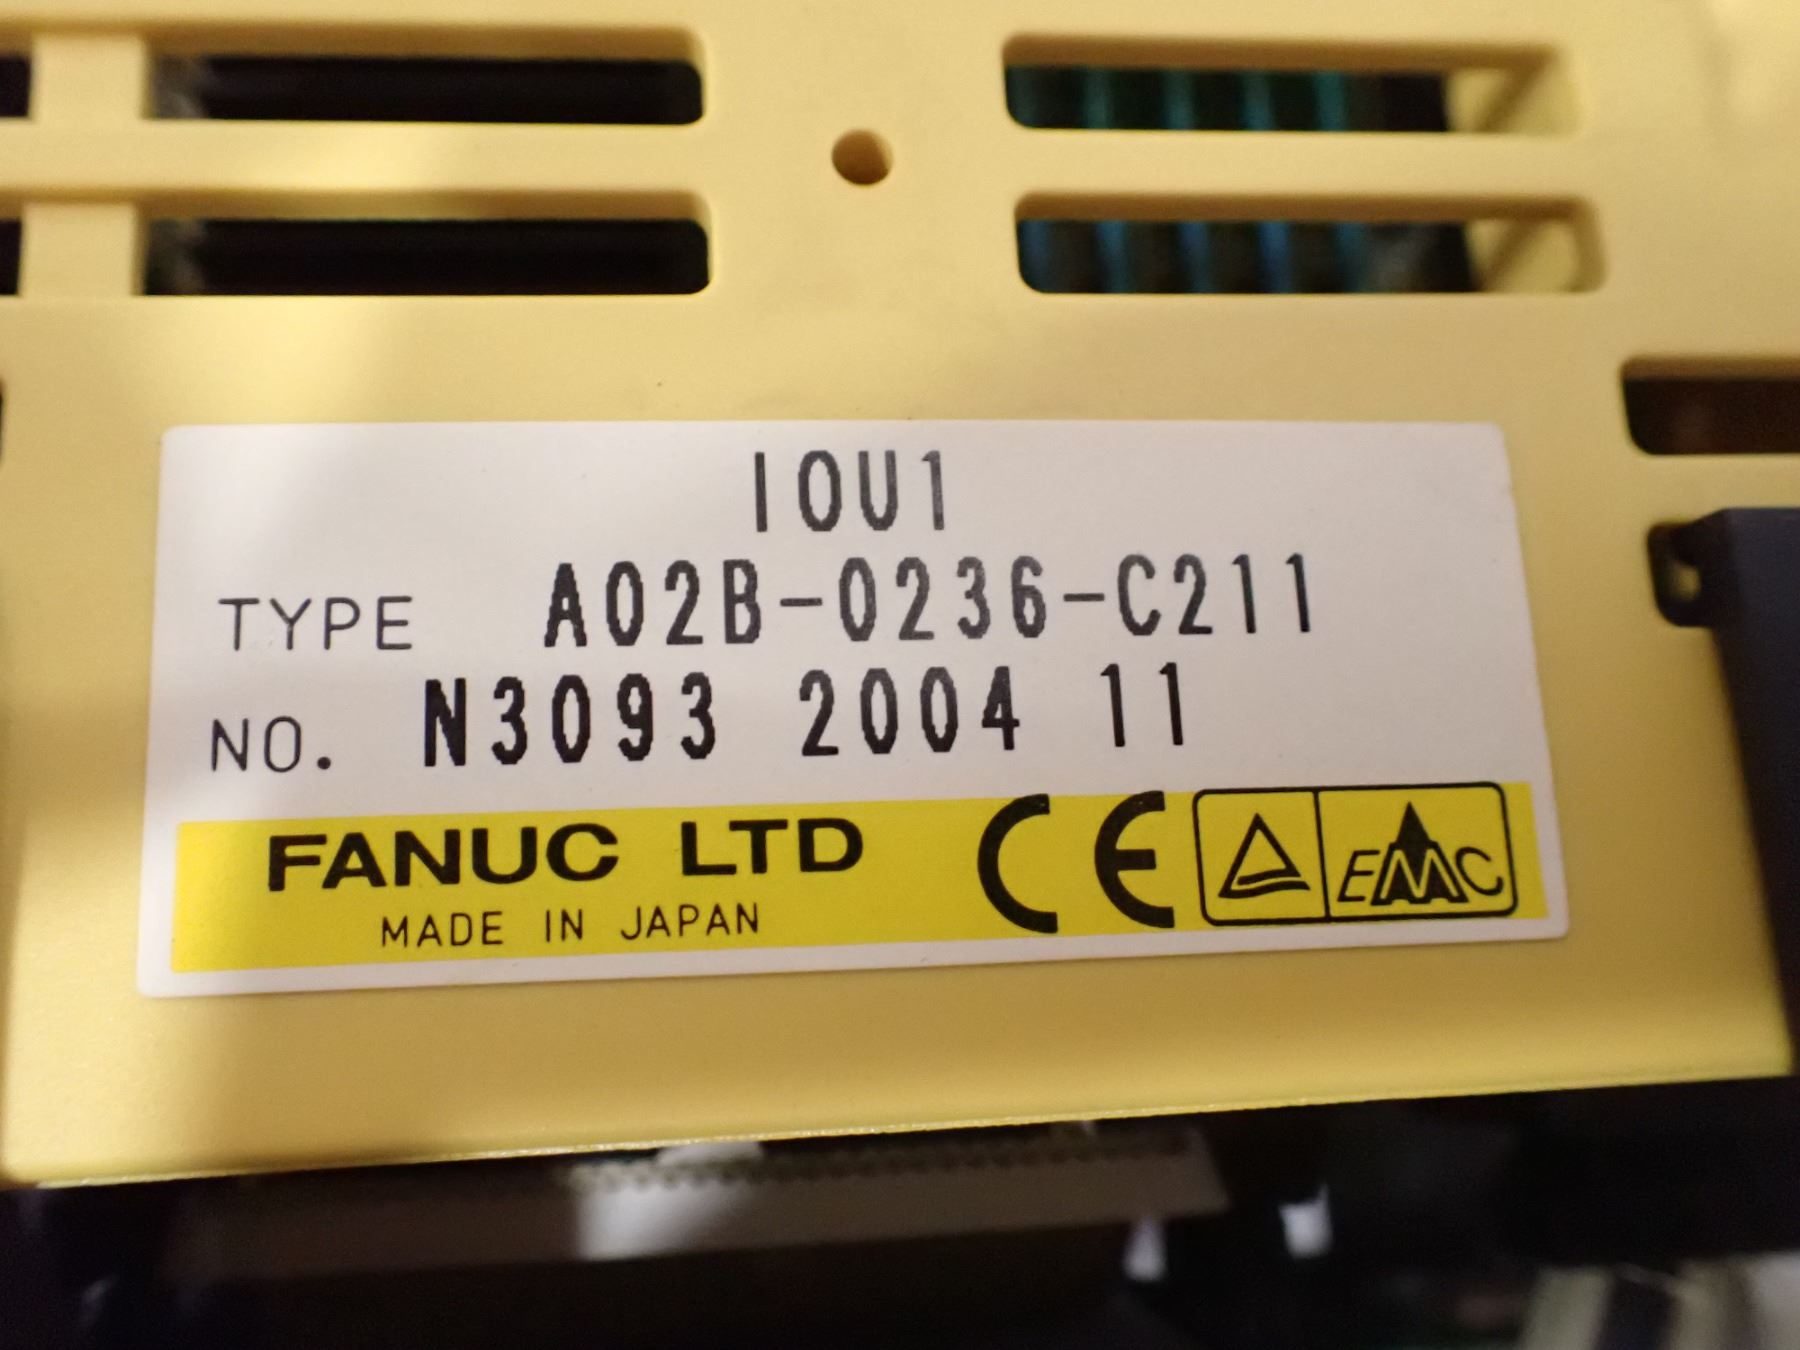 IOU1
TYPE A02B-0236-C211
NO. N3093 2004 11
FANUC LTD CE EMC
MADE IN JAPAN